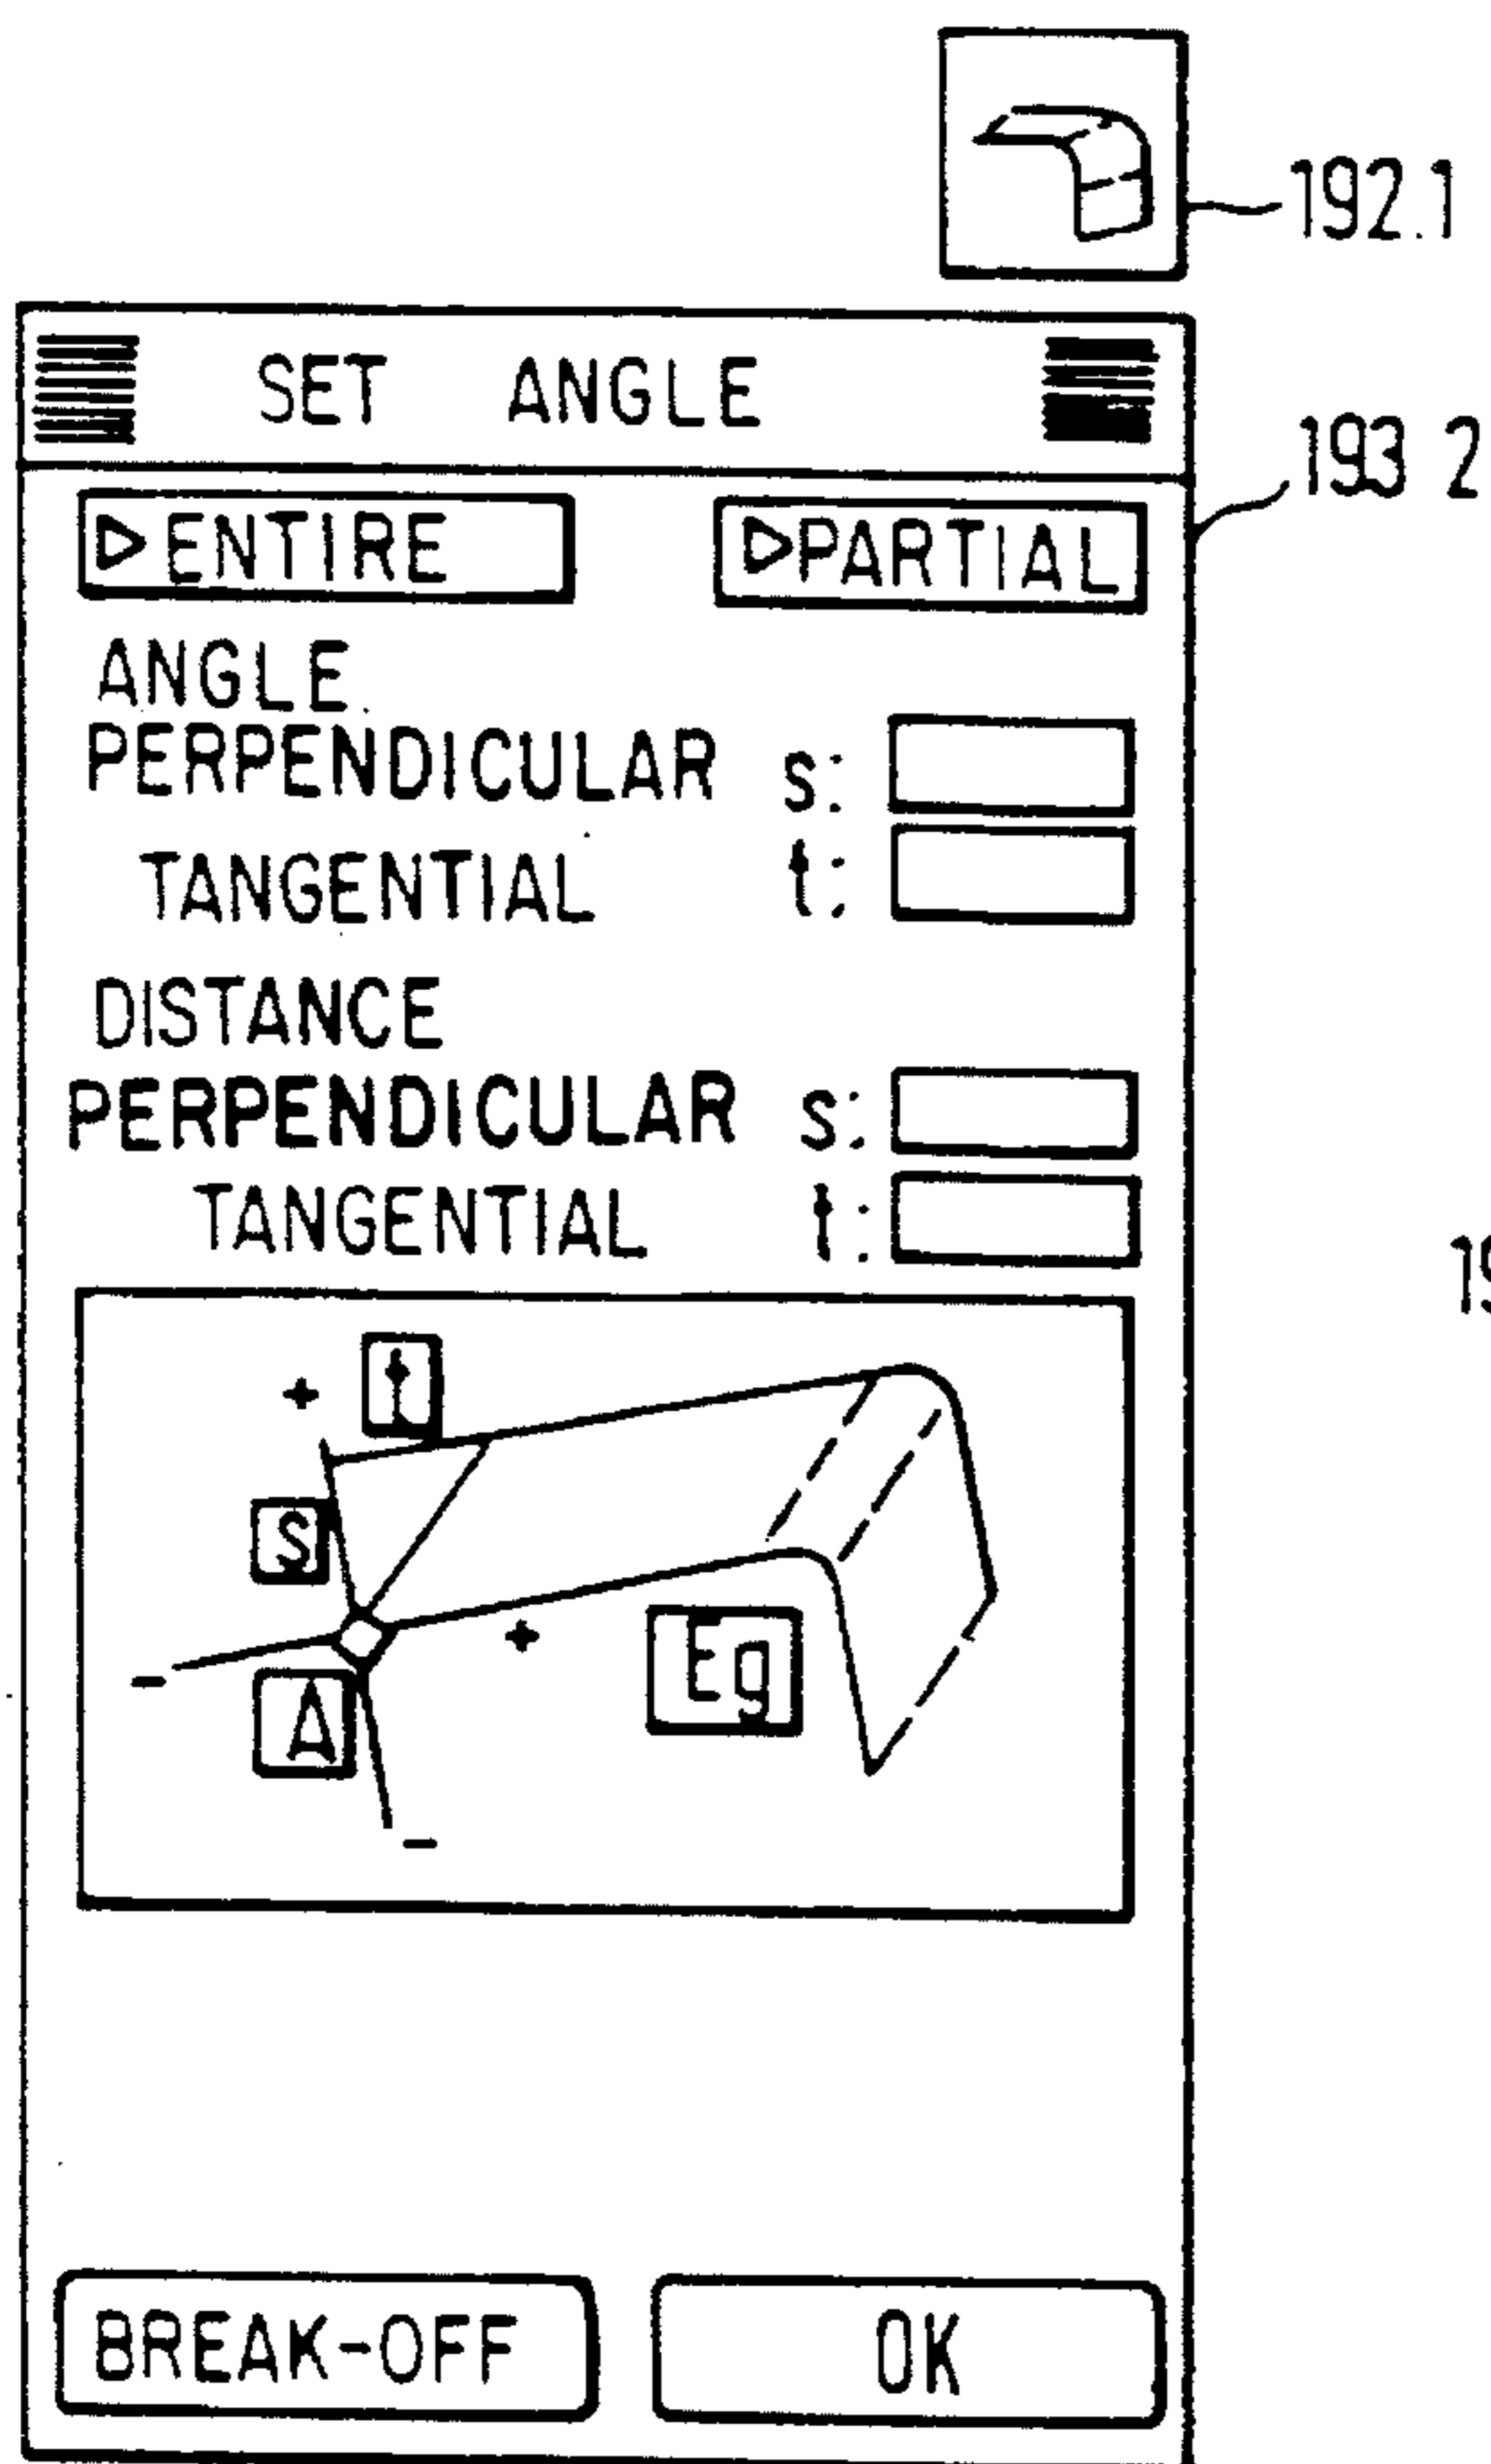 192.1
SET ANGLE
193 2
▷ENTIRE ▷PARTIAL
ANGLE
PERPENDICULAR s:
TANGENTIAL t:
DISTANCE
PERPENDICULAR s:
TANGENTIAL t:
+ t
s
+ Eg
-
A
-
BREAK-OFF OK